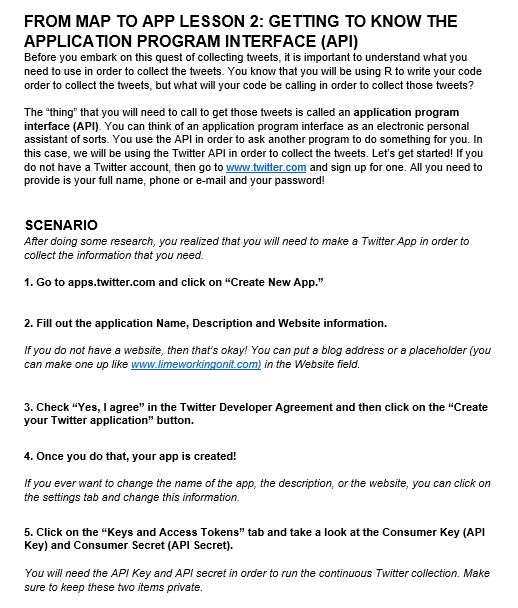 FROM MAP TO APP LESSON 2: GETTING TO KNOW THE
APPLICATION PROGRAM INTERFACE (API)
Before you embark on this quest of collecting tweets, it is important to understand what you
need to use in order to collect the tweets. You know that you will be using R to write your code
order to collect the tweets, but what will your code be calling in order to collect those tweets?
The “thing” that you will need to call to get those tweets is called an application program
interface (API). You can think of an application program interface as an electronic personal
assistant of sorts. You use the API in order to ask another program to do something for you. In
this case, we will be using the Twitter API in order to collect the tweets. Let’s get started! If you
do not have a Twitter account, then go to www.twitter.com and sign up for one. All you need to
provide is your full name, phone or e-mail and your password!
SCENARIO
After doing some research, you realized that you will need to make a Twitter App in order to
collect the information that you need.
1. Go to apps.twitter.com and click on “Create New App.”
2. Fill out the application Name, Description and Website information.
If you do not have a website, then that’s okay! You can put a blog address or a placeholder (you
can make one up like www.limeworkingonit.com) in the Website field.
3. Check “Yes, I agree” in the Twitter Developer Agreement and then click on the “Create
your Twitter application” button.
4. Once you do that, your app is created!
If you ever want to change the name of the app, the description, or the website, you can click on
the settings tab and change this information.
5. Click on the “Keys and Access Tokens” tab and take a look at the Consumer Key (API
Key) and Consumer Secret (API Secret).
You will need the API Key and API secret in order to run the continuous Twitter collection. Make
sure to keep these two items private.